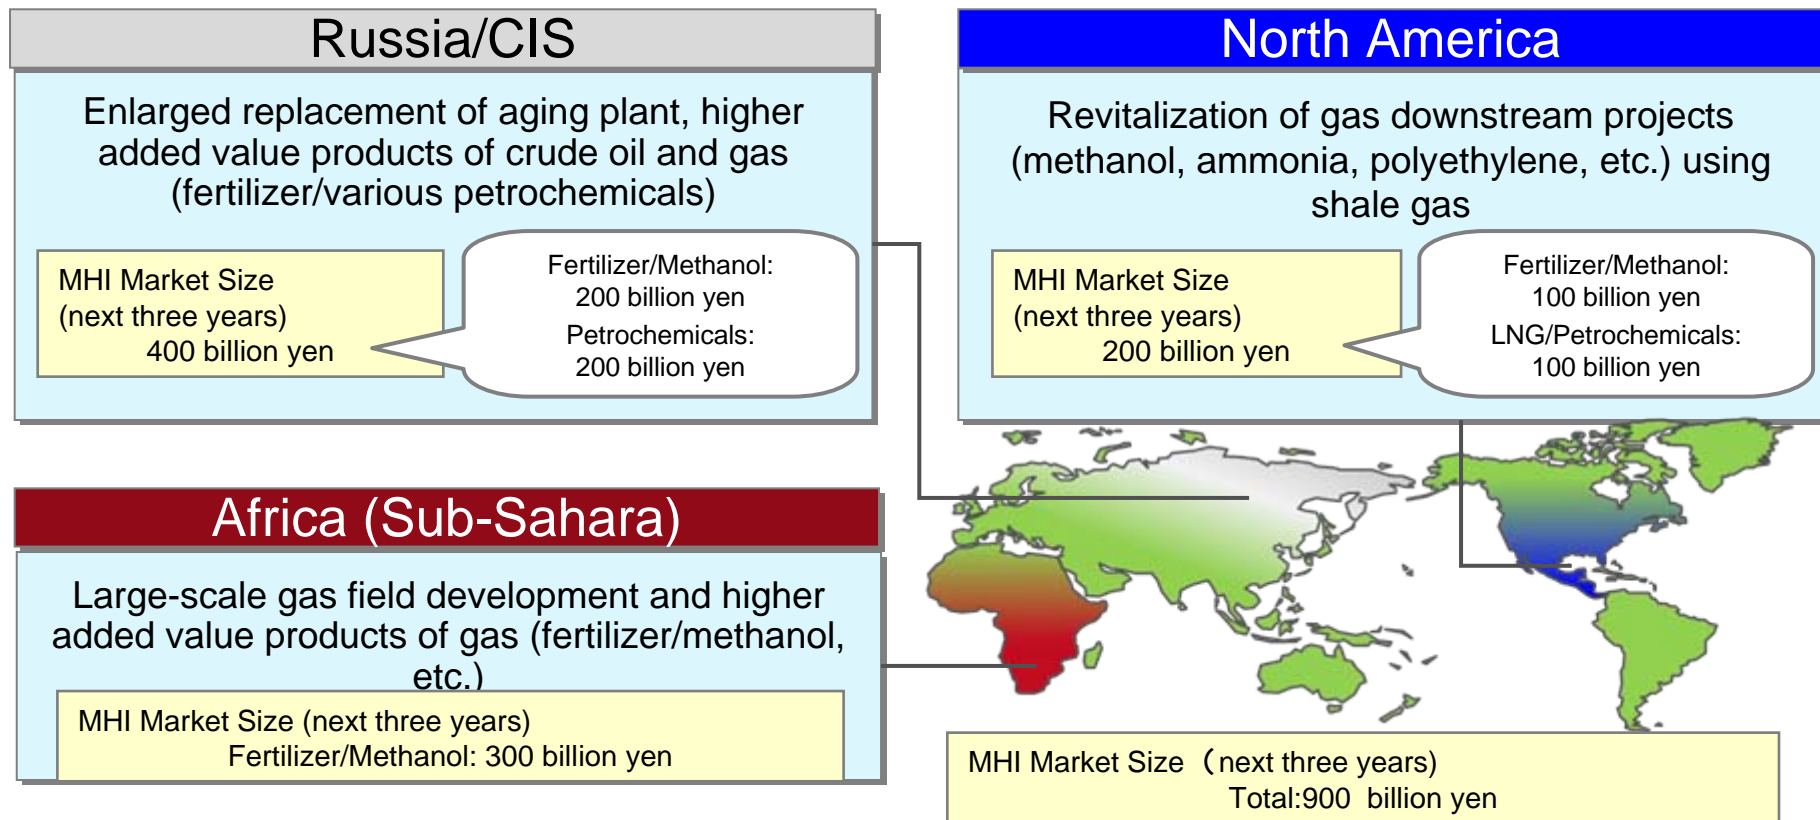 Russia/CIS
Enlarged replacement of aging plant, higher
added value products of crude oil and gas
(fertilizer/various petrochemicals)
MHI Market Size
(next three years)
400 billion yen
Fertilizer/Methanol:
200 billion yen
Petrochemicals:
200 billion yen
North America
Revitalization of gas downstream projects
(methanol, ammonia, polyethylene, etc.) using
shale gas
MHI Market Size
(next three years)
200 billion yen
Fertilizer/Methanol:
100 billion yen
LNG/Petrochemicals:
100 billion yen
Africa (Sub-Sahara)
Large-scale gas field development and higher
added value products of gas (fertilizer/methanol,
etc.)
MHI Market Size (next three years)
Fertilizer/Methanol: 300 billion yen
MHI Market Size（next three years)
Total:900 billion yen